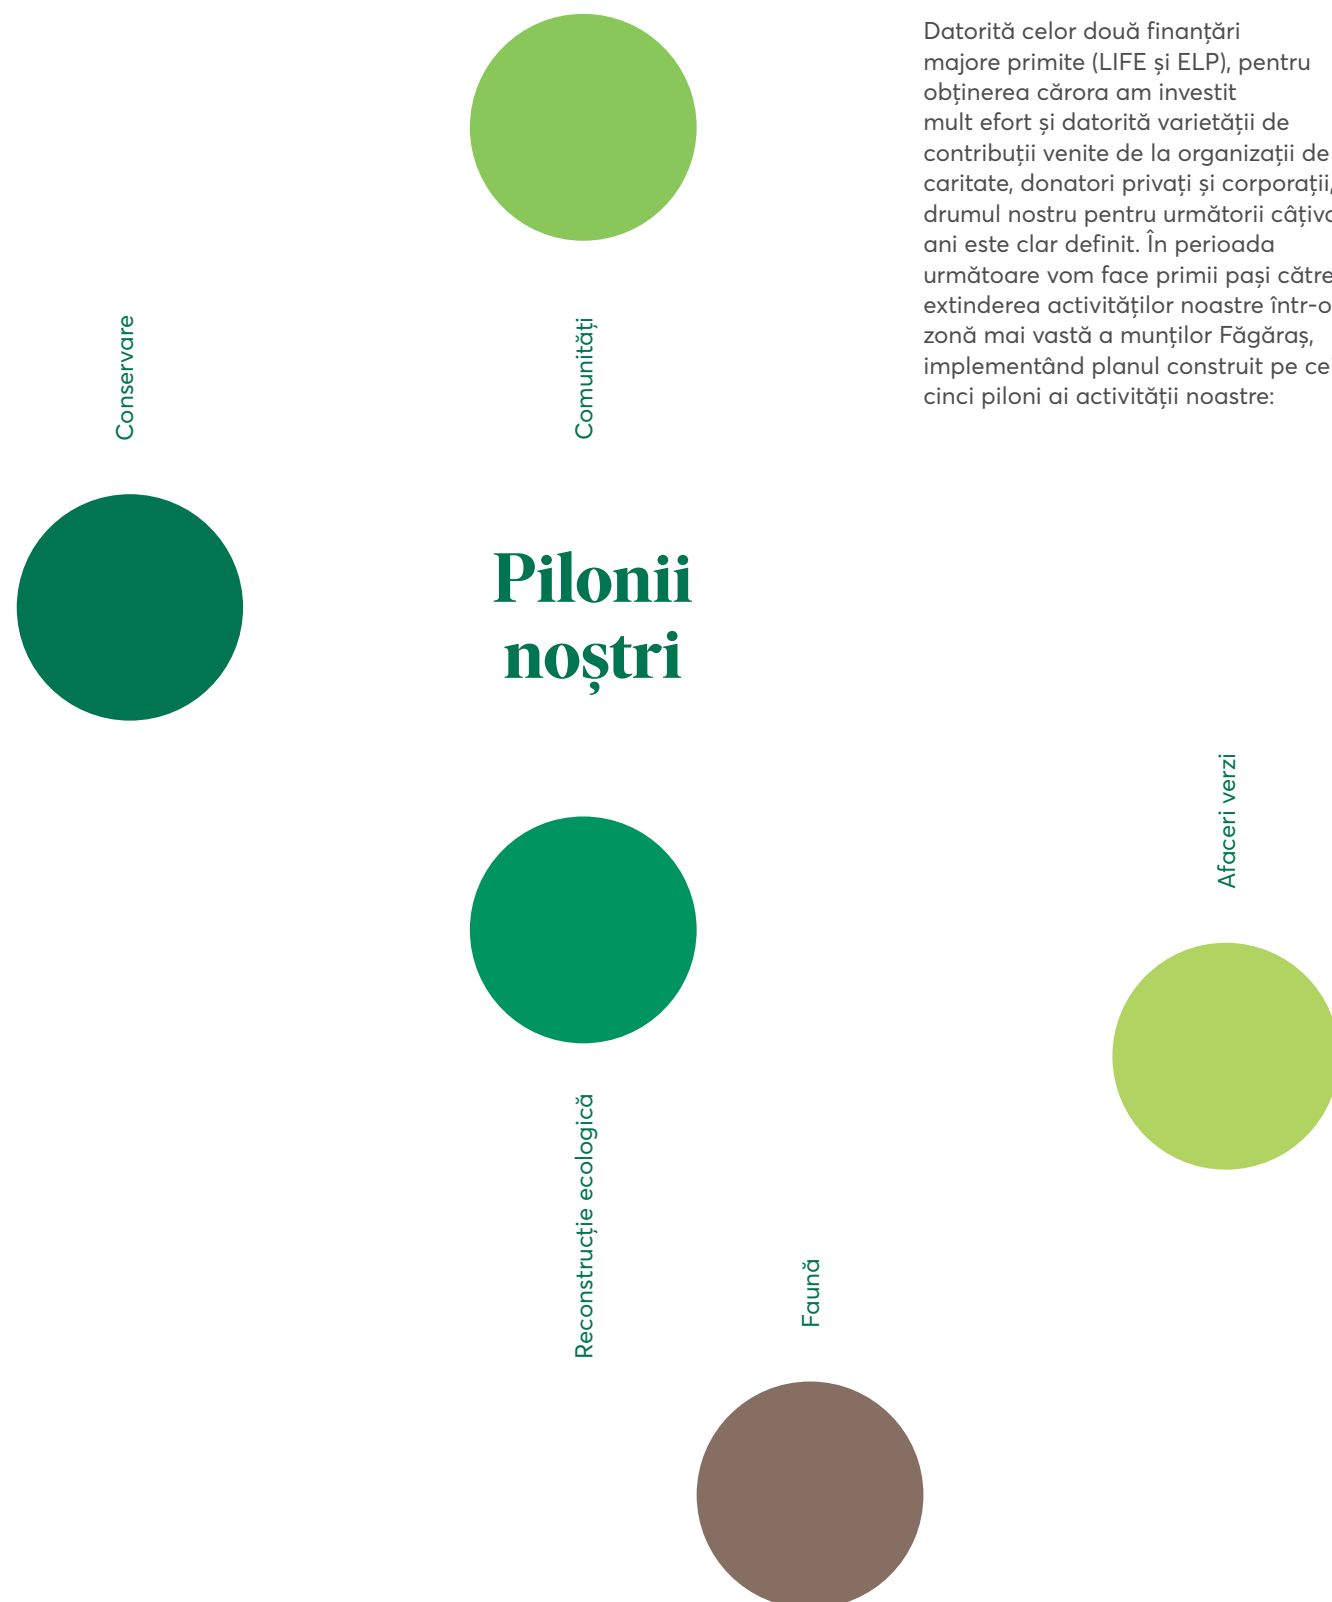 Datorită celor două finanțări
majore primite (LIFE și ELP), pentru
obținerea cărora am investit
mult efort și datorită varietății de
contribuții venite de la organizații de
caritate, donatori privați și corporații,
drumul nostru pentru următorii
ani este clar definit. În perioada
următoare vom face primii pași către
extinderea activităților noastre într-o
zonă mai vastă a munților Făgăraș,
implementând planul construit pe
cinci piloni ai activității noastre:
Conservare
Comunități
Pilonii
noștri
Afaceri verzi
Reconstrucție ecologică
Faună